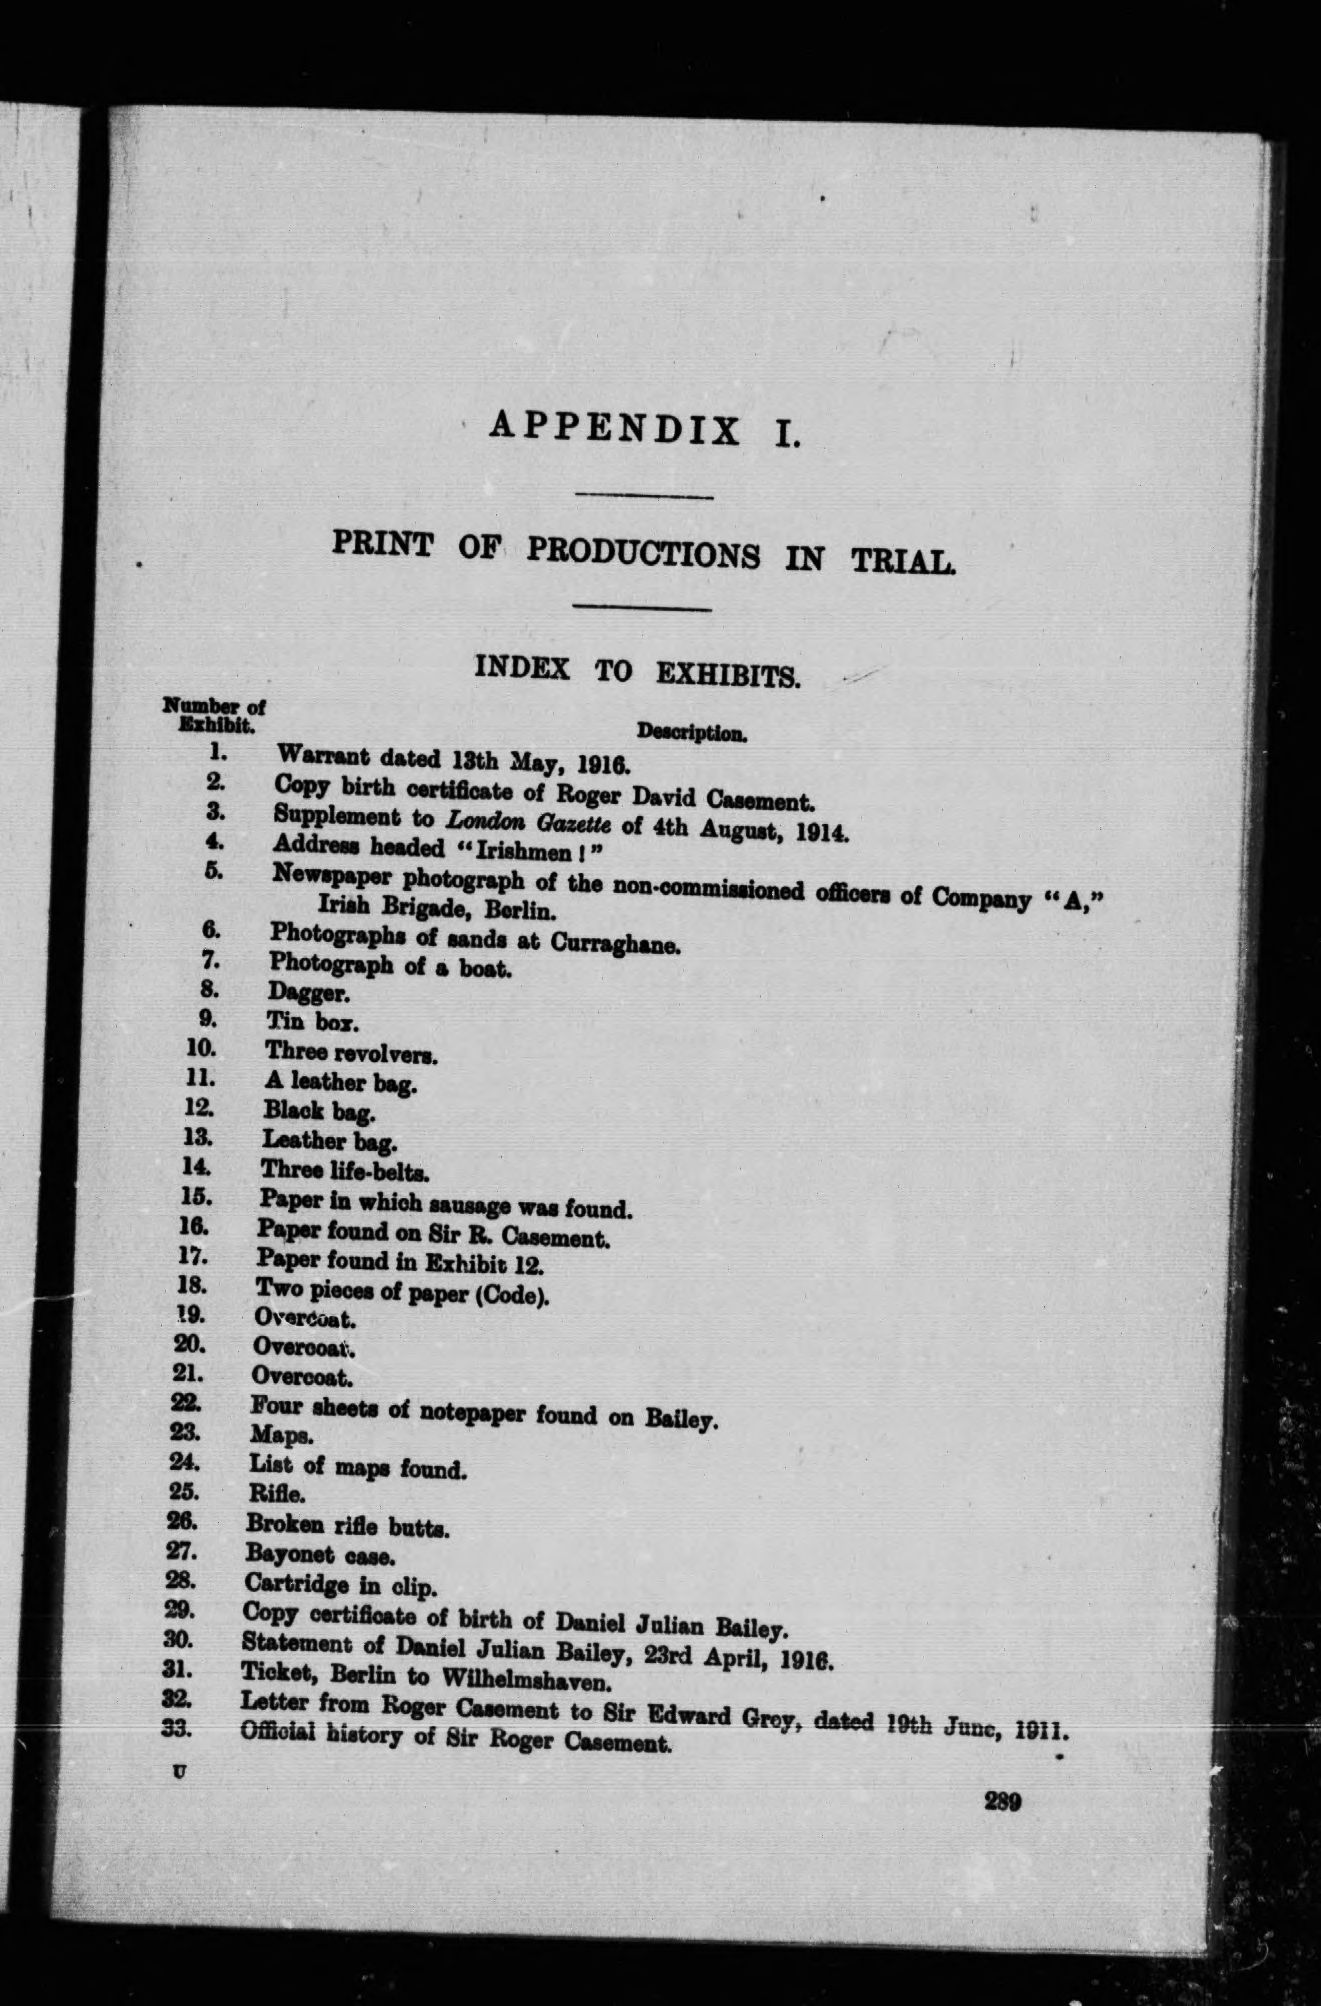 APPENDIX I.
PRINT OF PRODUCTIONS IN TRIAL.
INDEX TO EXHIBITS.
Number of
Exhibit.
Description.
1. Warrant dated 13th May, 1916.
2. Copy birth certificate of Roger David Casement.
3. Supplement to London Gazette of 4th August, 1914.
4. Address headed "Irishmen!"
5. Newspaper photograph of the non-commissioned officers of Company "A,"
Irish Brigade, Berlin.
6. Photographs of sands at Curraghane.
7. Photograph of a boat.
8. Dagger.
9. Tin box.
10. Three revolvers.
11. A leather bag.
12. Black bag.
13. Leather bag.
14. Three life-belts.
15. Paper in which sausage was found.
16. Paper found on Sir R. Casement.
17. Paper found in Exhibit 12.
18. Two pieces of paper (Code).
19. Overcoat.
20. Overcoat.
21. Overcoat.
22. Four sheets of notepaper found on Bailey.
23. Maps.
24. List of maps found.
25. Rifle.
26. Broken rifle butts.
27. Bayonet case.
28. Cartridge in clip.
29. Copy certificate of birth of Daniel Julian Bailey.
30. Statement of Daniel Julian Bailey, 23rd April, 1916.
31. Ticket, Berlin to Wilhelmshaven.
32. Letter from Roger Casement to Sir Edward Grey, dated 19th June, 1911.
33. Official history of Sir Roger Casement.
U
289